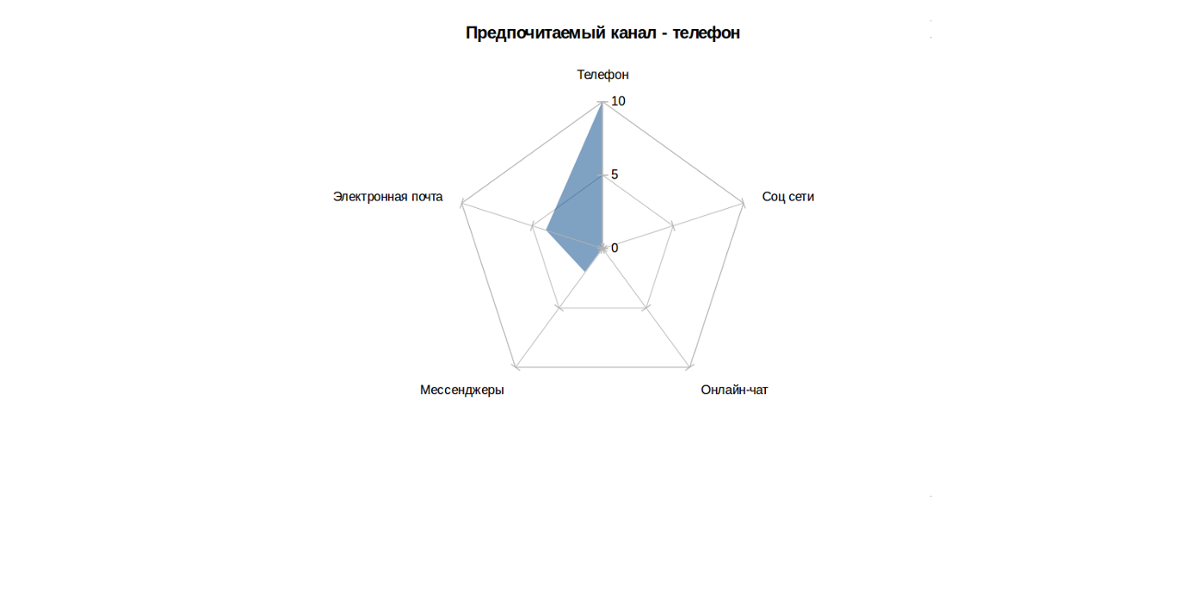 Предпочитаемый канал - телефон
Телефон
10
5
Электронная почта
Соц сети
0
Мессенджеры
Онлайн-чат